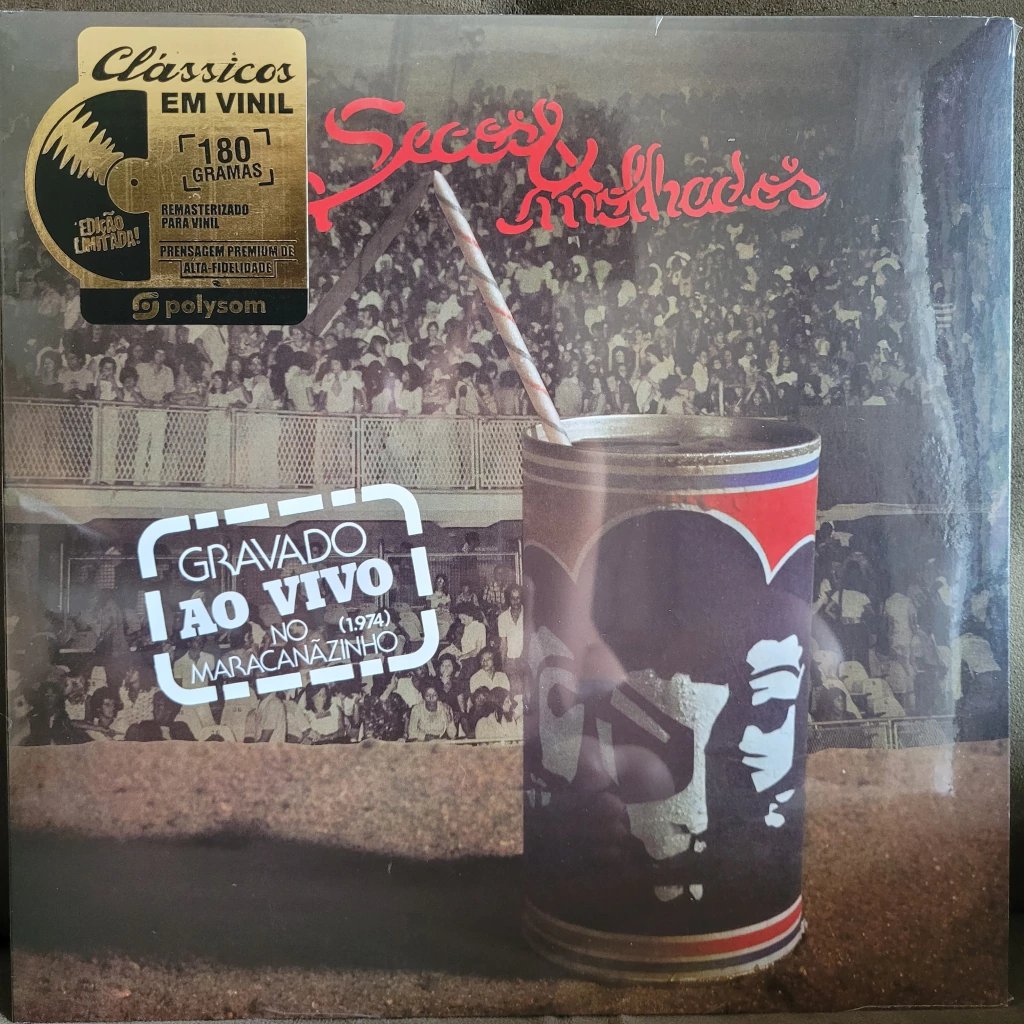 Clássicos
EM VINIL
180
GRAMAS
REMASTERIZADO
PARA VINIL
EDIÇÃO
LIMITADA!
PRENSAGEM PREMIUM DE
ALTA-FIDELIDADE
polysom
Secos &
molhados
GRAVADO
AO VIVO
NO (1.974)
MARACANÃZINHO